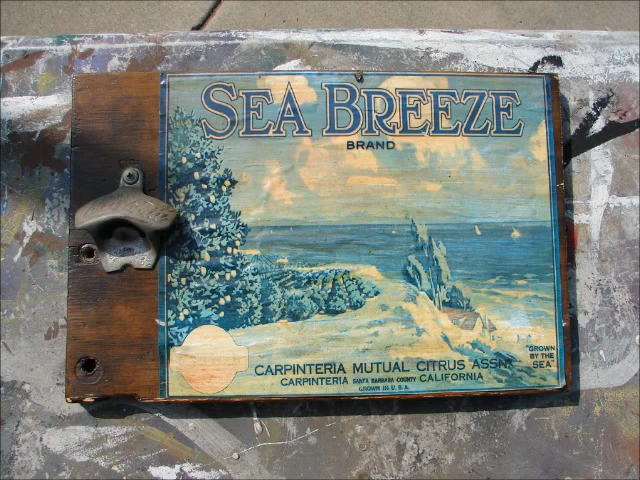 SEA BREEZE
BRAND
"GROWN
BY THE
SEA"
CARPINTERIA MUTUAL CITRUS ASSN.
CARPINTERIA SANTA BARBARA COUNTY CALIFORNIA
GROWN IN U.S.A.